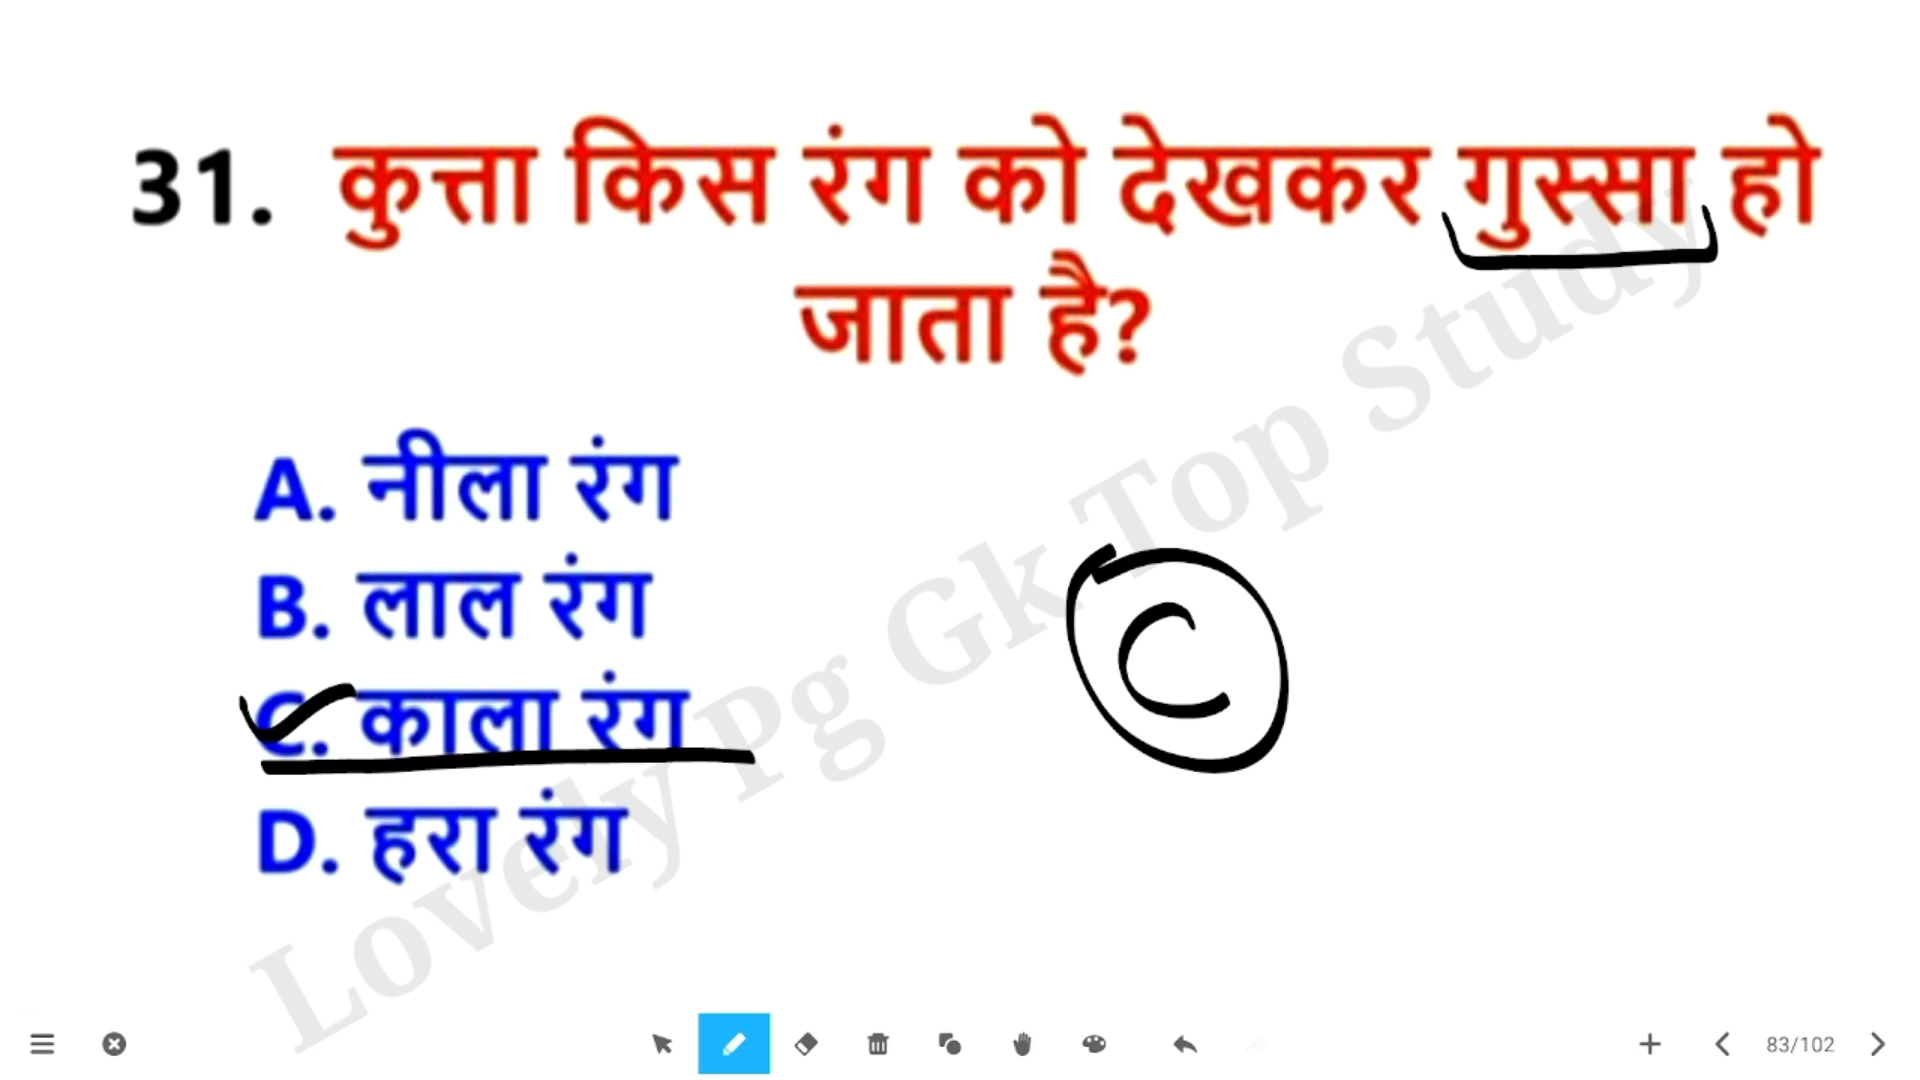 31. कुत्ता किस रंग को देखकर गुस्सा हो
जाता है?
A. नीला रंग
B. लाल रंग
C. काला रंग
D. हरा रंग
C
Lovely Pg Gk Top Study
83/102